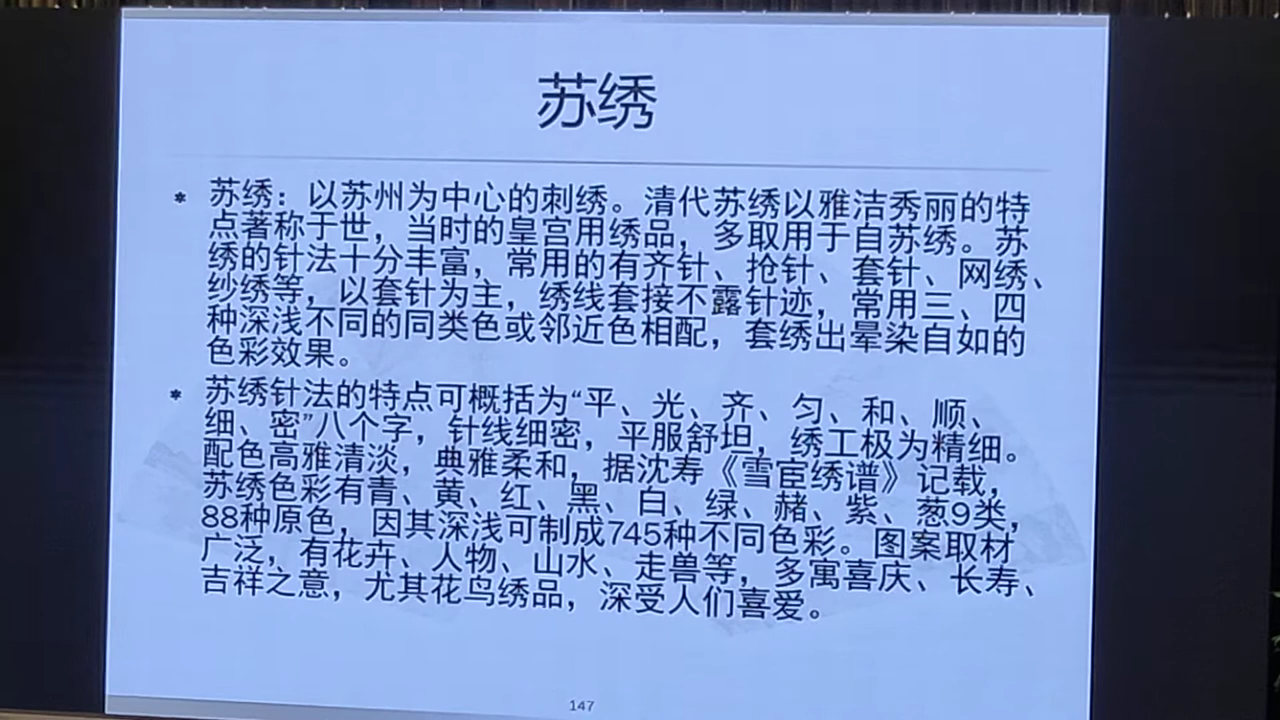 苏绣
* 苏绣：以苏州为中心的刺绣。清代苏绣以雅洁秀丽的特
点著称于世，当时的皇宫用绣品，多取用于自苏绣。苏
绣的针法十分丰富，常用的有齐针、抢针、套针、网绣、
纱绣等，以套针为主，绣线套接不露针迹，常用三、四
种深浅不同的同类色或邻近色相配，套绣出晕染自如的
色彩效果。
* 苏绣针法的特点可概括为“平、光、齐、匀、和、顺、
细、密”八个字，针线细密，平服舒坦，绣工极为精细。
配色高雅清淡，典雅柔和，据沈寿《雪宧绣谱》记载，
苏绣色彩有青、黄、红、黑、白、绿、赭、紫、葱9类，
88种原色，因其深浅可制成745种不同色彩。图案取材
广泛，有花卉、人物、山水、走兽等，多寓喜庆、长寿、
吉祥之意，尤其花鸟绣品，深受人们喜爱。
147